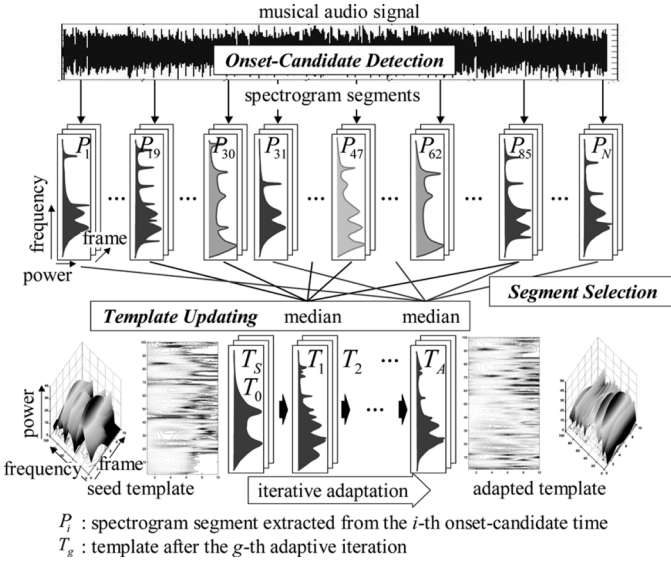 musical audio signal
Onset-Candidate Detection
spectrogram segments
P1 ... P19 ... P30 P31 ... P47 ... P62 ... P85 ... PN
frequency
frame
power
Segment Selection
Template Updating
median
median
TS
T0
T1
T2
...
TA
...
power
frequency
frame
seed template
iterative adaptation
adapted template
Pi : spectrogram segment extracted from the i-th onset-candidate time
Tg : template after the g-th adaptive iteration